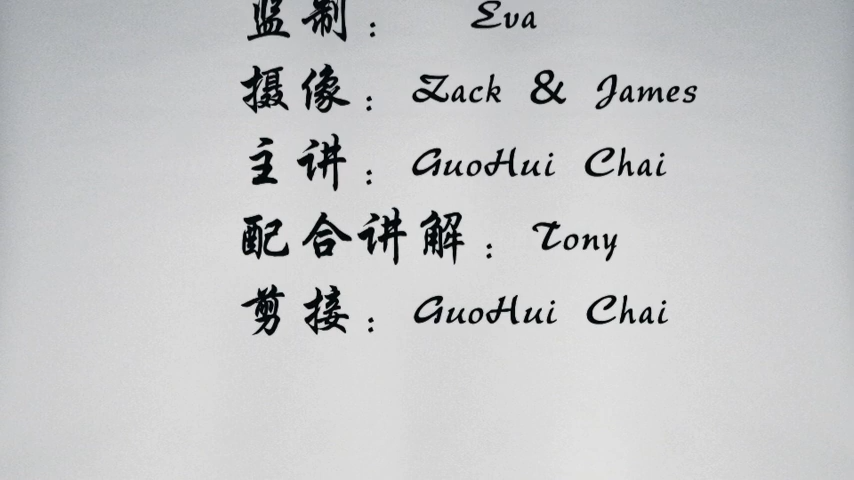 监制： Eva
摄像：Zack & James
主讲：GuoHui Chai
配合讲解：Tony
剪接：GuoHui Chai